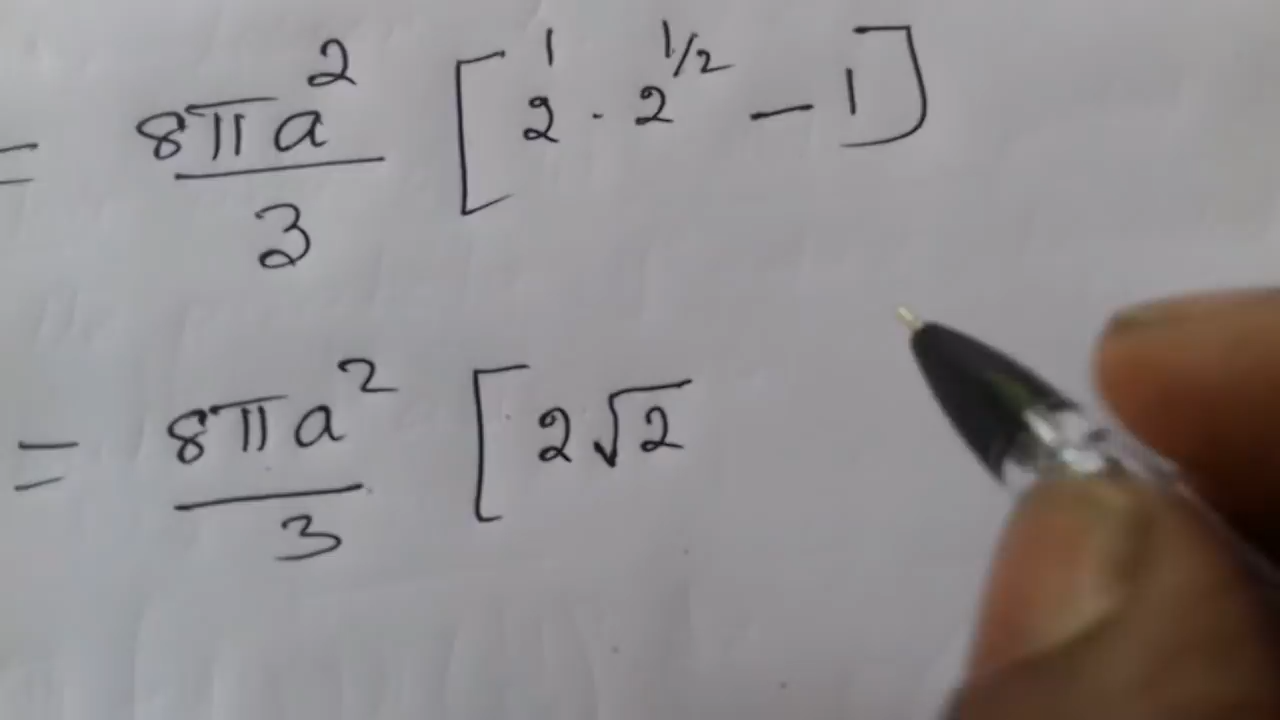 = 8πa²/3 [2¹ · 2^1/2 − 1]
= 8πa²/3 [2√2